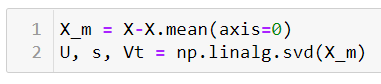 1 X_m = X-X.mean(axis=0)
2 U, s, Vt = np.linalg.svd(X_m)